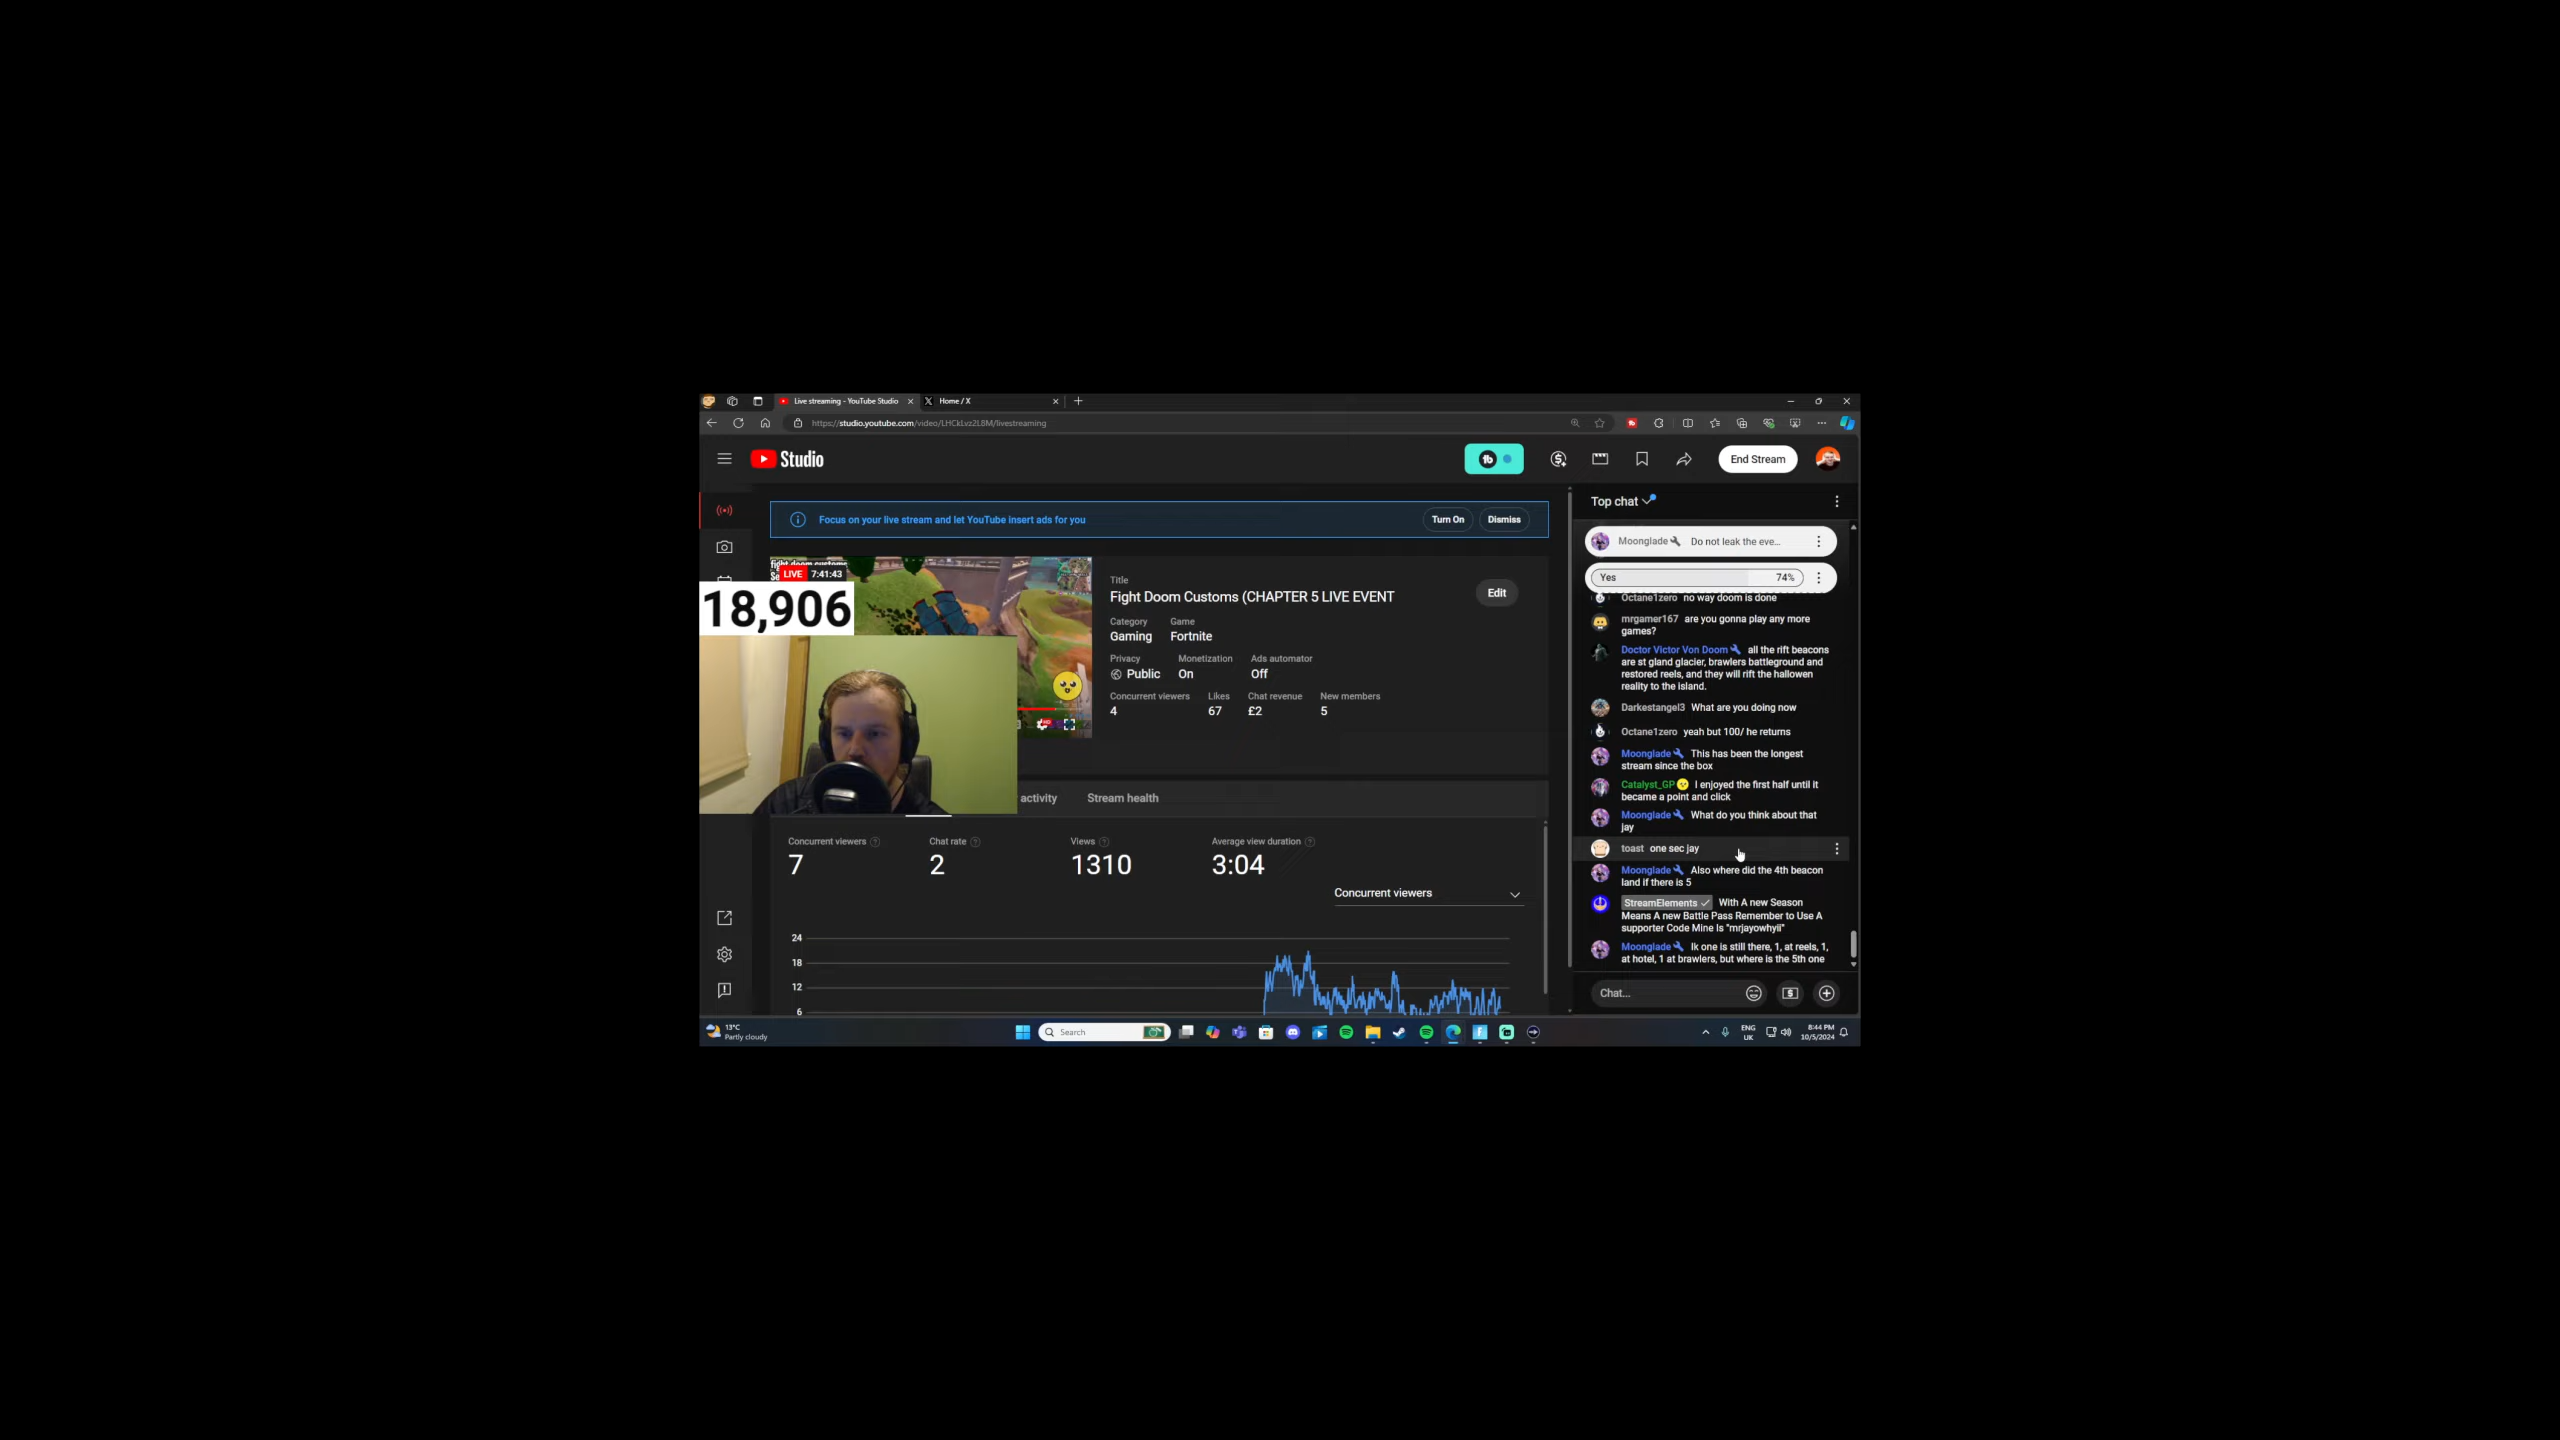 Live streaming - YouTube Studio
Home / X
https://studio.youtube.com/video/LHCkLvz2L8M/livestreaming
Studio
End Stream
Focus on your live stream and let YouTube insert ads for you
Turn On
Dismiss
LIVE 7:41:43
18,906
Title
Fight Doom Customs (CHAPTER 5 LIVE EVENT
Edit
Category
Game
Gaming
Fortnite
Privacy
Monetization
Ads automator
Public
On
Off
Concurrent viewers
Likes
Chat revenue
New members
4
67
£2
5
activity
Stream health
Concurrent viewers
Chat rate
Views
Average view duration
7
2
1310
3:04
Concurrent viewers
24
18
12
6
Top chat
Moonglade Do not leak the eve...
Yes 74%
Octane1zero no way doom is done
mrgamer167 are you gonna play any more
games?
Doctor Victor Von Doom all the rift beacons
are st gland glacier, brawlers battleground and
restored reels, and they will rift the hallowen
reality to the island.
Darkestangel3 What are you doing now
Octane1zero yeah but 100/ he returns
Moonglade This has been the longest
stream since the box
Catalyst_GP I enjoyed the first half until it
became a point and click
Moonglade What do you think about that
jay
toast one sec jay
Moonglade Also where did the 4th beacon
land if there is 5
StreamElements With A new Season
Means A new Battle Pass Remember to Use A
supporter Code Mine Is "mrjayowhyii"
Moonglade Ik one is still there, 1, at reels, 1,
at hotel, 1 at brawlers, but where is the 5th one
Chat...
13°C
Partly cloudy
Search
ENG
UK
8:44 PM
10/5/2024